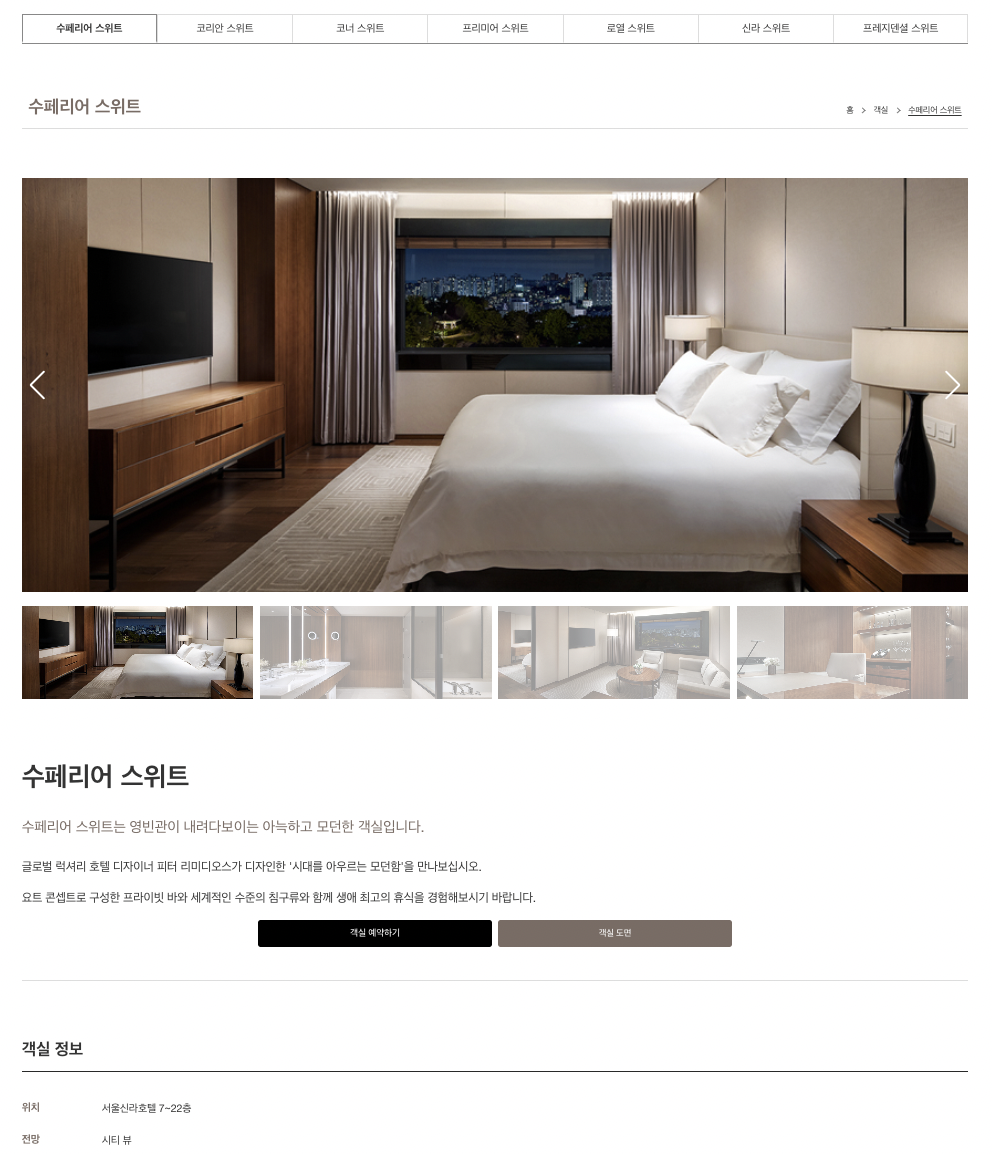 수페리어 스위트
코리안 스위트
코너 스위트
프리미어 스위트
로열 스위트
신라 스위트
프레지덴셜 스위트
수페리어 스위트
홈 > 객실 > 수페리어 스위트
수페리어 스위트
수페리어 스위트는 영빈관이 내려다보이는 아늑하고 모던한 객실입니다.
글로벌 럭셔리 호텔 디자이너 피터 리미디오스가 디자인한 '시대를 아우르는 모던함'을 만나보십시오.
요트 콘셉트로 구성한 프라이빗 바와 세계적인 수준의 침구류와 함께 생애 최고의 휴식을 경험해보시기 바랍니다.
객실 예약하기
객실 도면
객실 정보
위치 서울신라호텔 7~22층
전망 시티 뷰